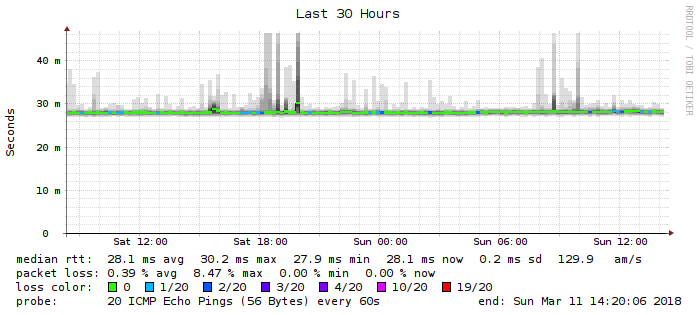 Last 30 Hours
RRDTOOL / TOBI OETIKER
Seconds
40 m
30 m
20 m
10 m
0
Sat 12:00 Sat 18:00 Sun 00:00 Sun 06:00 Sun 12:00
median rtt: 28.1 ms avg 30.2 ms max 27.9 ms min 28.1 ms now 0.2 ms sd 129.9 am/s
packet loss: 0.39 % avg 8.47 % max 0.00 % min 0.00 % now
loss color: 0 1/20 2/20 3/20 4/20 10/20 19/20
probe: 20 ICMP Echo Pings (56 Bytes) every 60s end: Sun Mar 11 14:20:06 2018